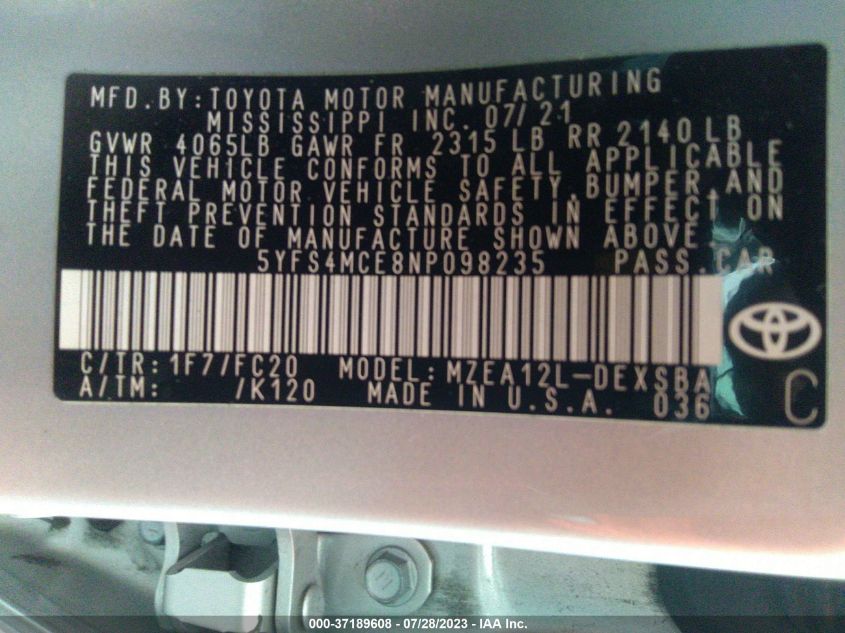 MFD.BY:TOYOTA MOTOR MANUFACTURING
MISSISSIPPI INC. 07/21
GVWR 4065LB GAWR FR 2315 LB RR 2140 LB
THIS VEHICLE CONFORMS TO ALL APPLICABLE
FEDERAL MOTOR VEHICLE SAFETY, BUMPER, AND
THEFT PREVENTION STANDARDS IN EFFECT ON
THE DATE OF MANUFACTURE SHOWN ABOVE.
5YFS4MCE8NP098235 PASS.CAR
C/TR: 1F7/FC20 MODEL: MZEA12L-DEXSBA
A/TM: /K120 MADE IN U.S.A. 036
C
000-37189608 - 07/28/2023 - IAA Inc.